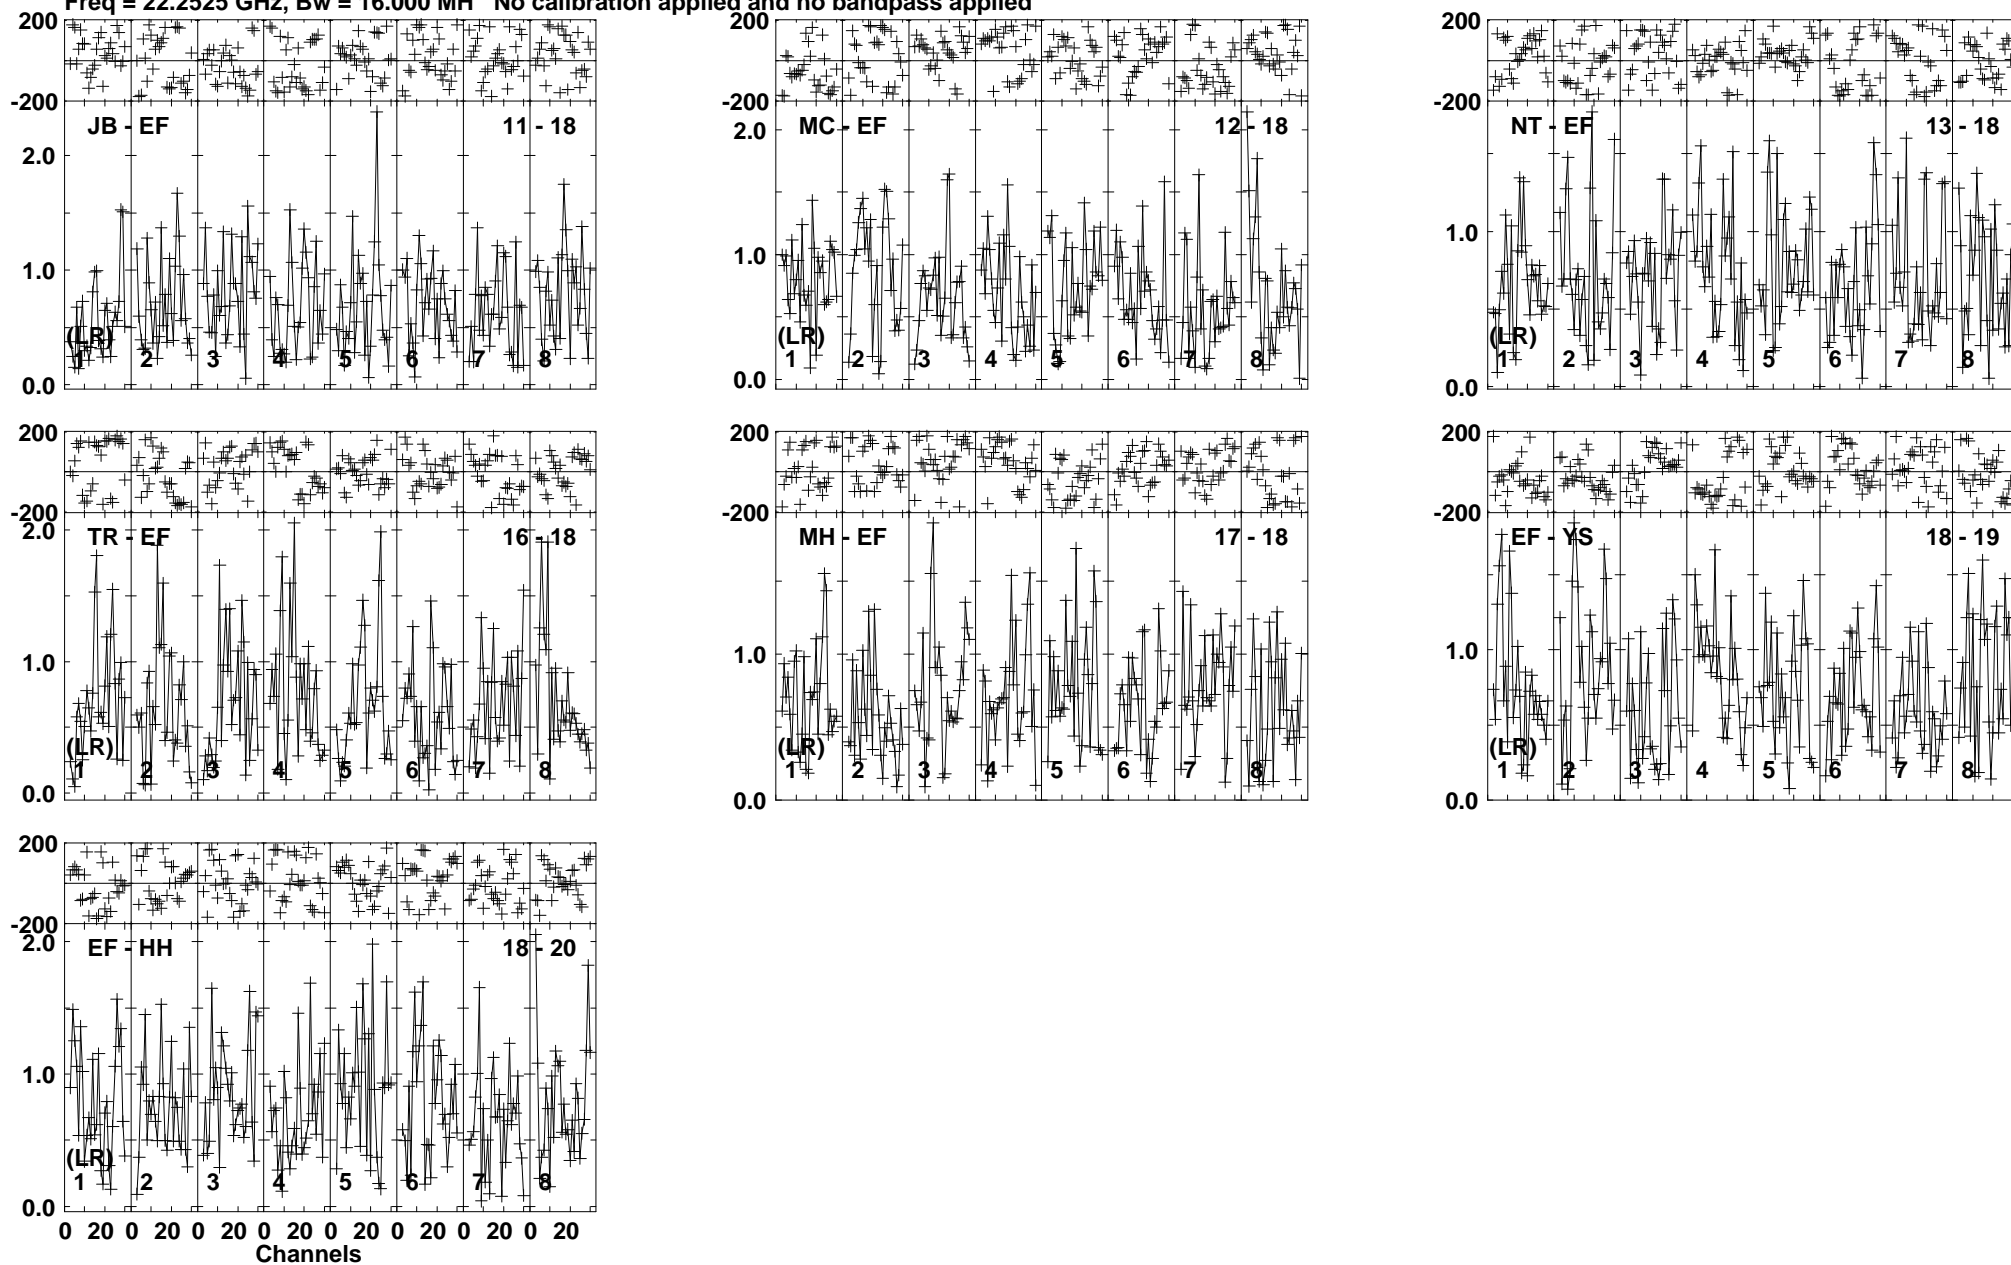 Freq = 22.2525 GHz, Bw = 16.000 MH   No calibration applied and no bandpass applied
200 200 200
-200 -200 -200
JB - EF 11 - 18 MC - EF 12 - 18 NT - EF 13 - 18
2.0 2.0
1.0 1.0 1.0
(LR) (LR) (LR)
1 2 3 4 5 6 7 8 1 2 3 4 5 6 7 8 1 2 3 4 5 6 7 8
0.0 0.0 0.0
200 200 200
-200 -200 -200
TR - EF 16 - 18 MH - EF 17 - 18 EF - YS 18 - 19
2.0
1.0 1.0 1.0
(LR) (LR) (LR)
1 2 3 4 5 6 7 8 1 2 3 4 5 6 7 8 1 2 3 4 5 6 7 8
0.0 0.0 0.0
200
-200
EF - HH 18 - 20
2.0
1.0
(LR)
1 2 3 4 5 6 7 8
0.0
0 20 0 20 0 20 0 20 0 20 0 20 0 20 0 20
Channels